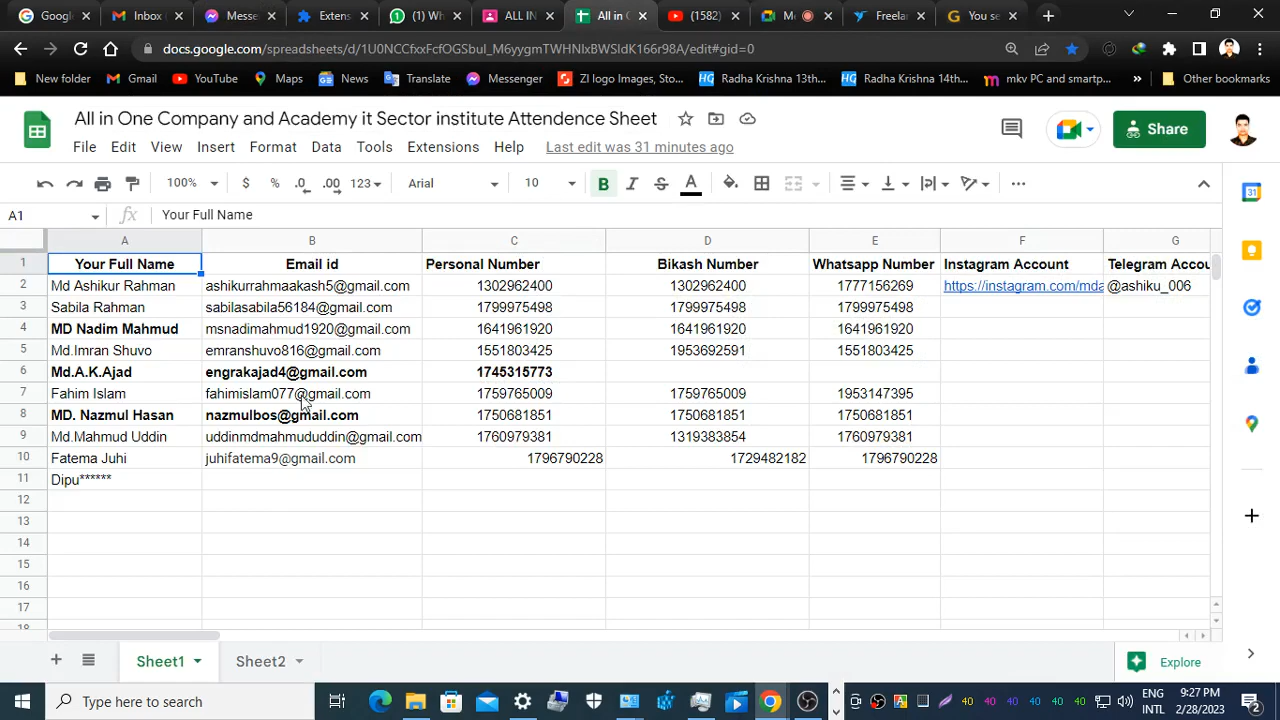 Google
Inbox
Messe
Extens
(1) Wh
ALL IN
All in C
(1582)
Me
Freelan
You se
docs.google.com/spreadsheets/d/1U0NCCfxxFcfOGSbuI_M6yygmTWHNIxBWSIdK166r98A/edit#gid=0
New folder
Gmail
YouTube
Maps
News
Translate
Messenger
ZI logo Images, Sto...
Radha Krishna 13th...
Radha Krishna 14th...
mkv PC and smartp...
»
Other bookmarks
All in One Company and Academy it Sector institute Attendence Sheet
Share
File Edit View Insert Format Data Tools Extensions Help Last edit was 31 minutes ago
100% $ % .0 .00 123 Arial 10 B I S A
A1 fx Your Full Name
A B C D E F G
1 Your Full Name Email id Personal Number Bikash Number Whatsapp Number Instagram Account Telegram Accou
2 Md Ashikur Rahman ashikurrahmaakash5@gmail.com 1302962400 1302962400 1777156269 https://instagram.com/mda @ashiku_006
3 Sabila Rahman sabilasabila56184@gmail.com 1799975498 1799975498 1799975498
4 MD Nadim Mahmud msnadimahmud1920@gmail.com 1641961920 1641961920 1641961920
5 Md.Imran Shuvo emranshuvo816@gmail.com 1551803425 1953692591 1551803425
6 Md.A.K.Ajad engrakajad4@gmail.com 1745315773
7 Fahim Islam fahimislam077@gmail.com 1759765009 1759765009 1953147395
8 MD. Nazmul Hasan nazmulbos@gmail.com 1750681851 1750681851 1750681851
9 Md.Mahmud Uddin uddinmdmahmududdin@gmail.com 1760979381 1319383854 1760979381
10 Fatema Juhi juhifatema9@gmail.com 1796790228 1729482182 1796790228
11 Dipu******
12
13
14
15
16
17
18
Sheet1 Sheet2 Explore
Type here to search
40 40 40 40 40
ENG
INTL
9:27 PM
2/28/2023
2